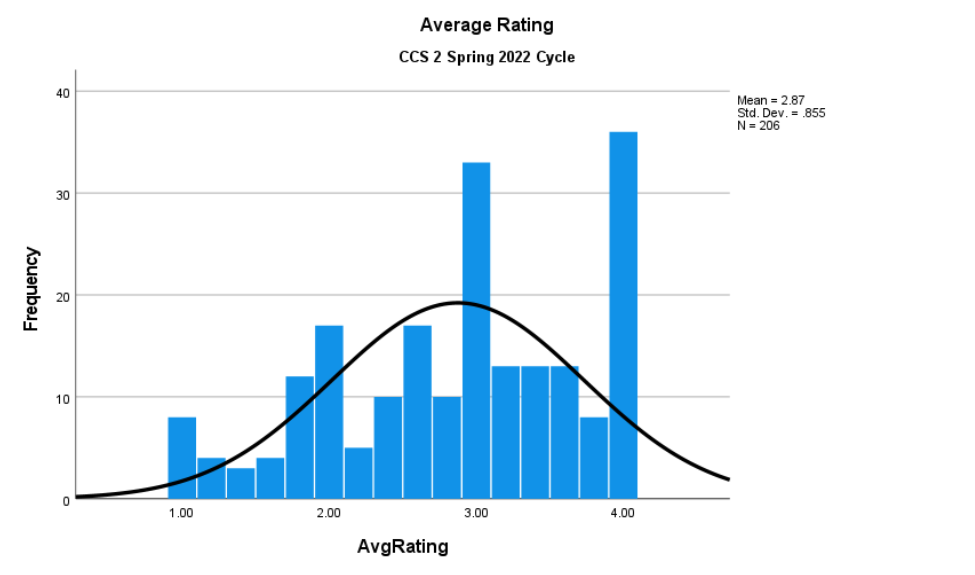 Average Rating
CCS 2 Spring 2022 Cycle
Mean = 2.87
Std. Dev. = .855
N = 206
Frequency
40
30
20
10
0
1.00 2.00 3.00 4.00
AvgRating